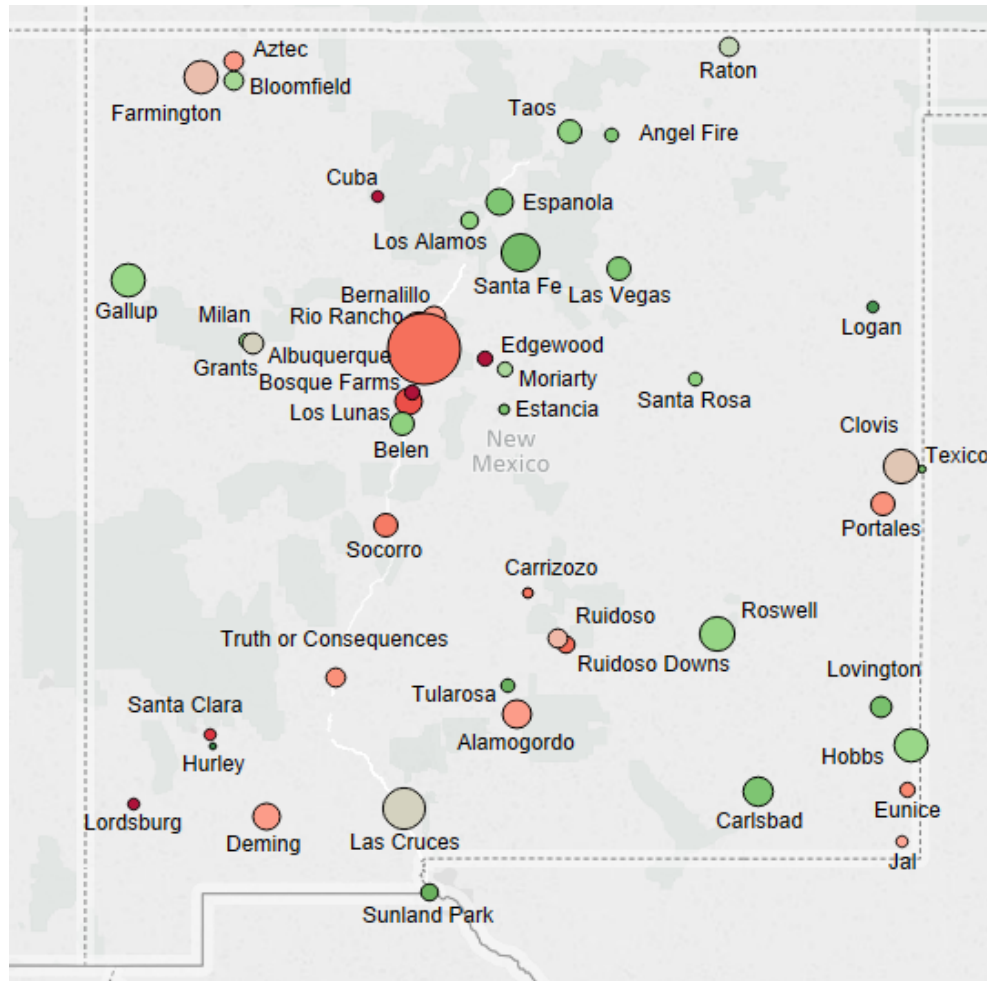 Aztec
Raton
Bloomfield
Farmington
Taos
Angel Fire
Cuba
Espanola
Los Alamos
Santa Fe
Las Vegas
Gallup
Bernalillo
Milan
Rio Rancho
Logan
Edgewood
Albuquerque
Grants
Moriarty
Bosque Farms
Santa Rosa
Estancia
Los Lunas
New
Mexico
Belen
Clovis
Texico
Portales
Socorro
Carrizozo
Ruidoso
Roswell
Truth or Consequences
Ruidoso Downs
Lovington
Tularosa
Santa Clara
Alamogordo
Hobbs
Hurley
Eunice
Lordsburg
Carlsbad
Deming
Las Cruces
Jal
Sunland Park